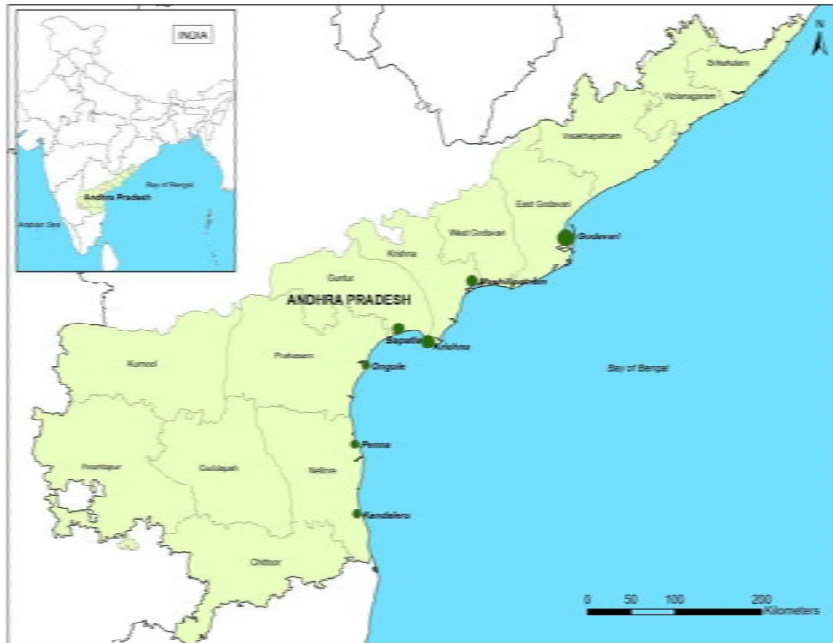 N
INDIA
Bay of Bengal
Andhra Pradesh
Arabian Sea
Srikakulam
Vizianagaram
Visakhapatnam
East Godavari
West Godavari
Godavari
Krishna
Guntur
ANDHRA PRADESH
Bapatla
Krishna
Kurnool
Prakasam
Ongole
Bay of Bengal
Penna
Anantapur
Cuddapah
Nellore
Kandaleru
Chittoor
0 50 100 200
Kilometers